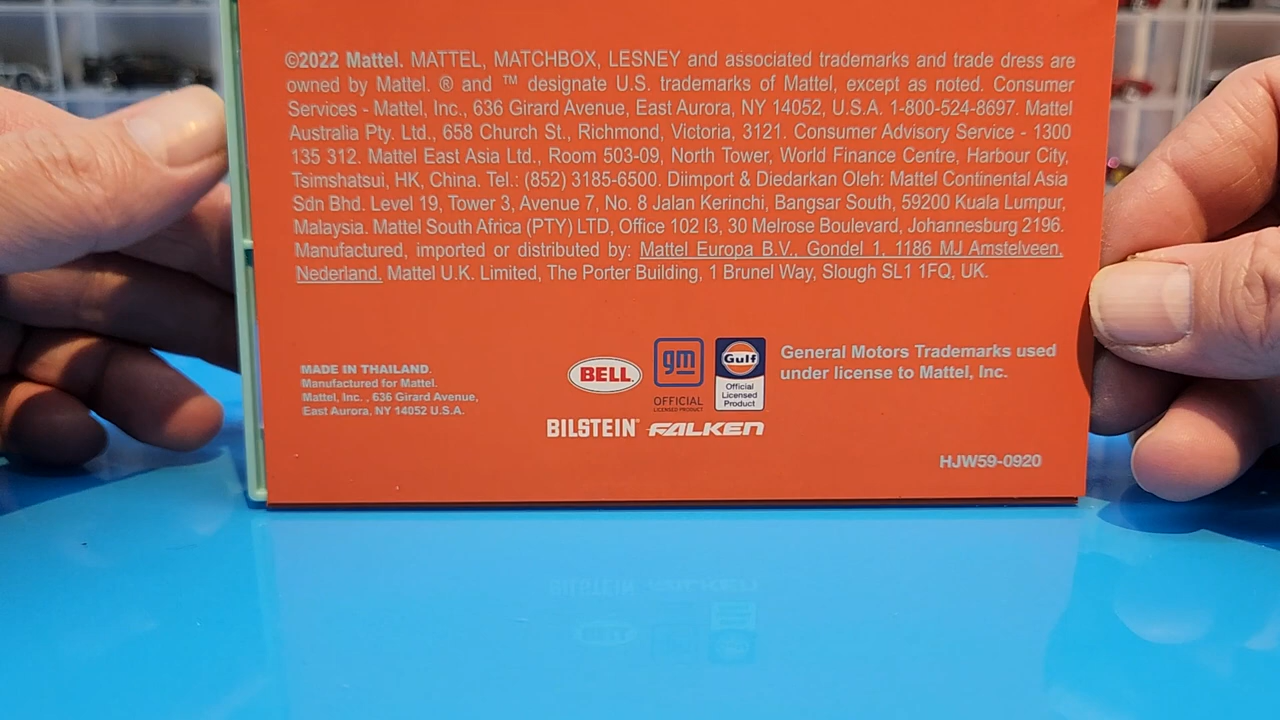 ©2022 Mattel. MATTEL, MATCHBOX, LESNEY and associated trademarks and trade dress are
owned by Mattel. ® and ™ designate U.S. trademarks of Mattel, except as noted. Consumer
Services - Mattel, Inc., 636 Girard Avenue, East Aurora, NY 14052, U.S.A. 1-800-524-8697. Mattel
Australia Pty. Ltd., 658 Church St., Richmond, Victoria, 3121. Consumer Advisory Service - 1300
135 312. Mattel East Asia Ltd., Room 503-09, North Tower, World Finance Centre, Harbour City,
Tsimshatsui, HK, China. Tel.: (852) 3185-6500. Diimport & Diedarkan Oleh: Mattel Continental Asia
Sdn Bhd. Level 19, Tower 3, Avenue 7, No. 8 Jalan Kerinchi, Bangsar South, 59200 Kuala Lumpur,
Malaysia. Mattel South Africa (PTY) LTD, Office 102 I3, 30 Melrose Boulevard, Johannesburg 2196.
Manufactured, imported or distributed by: Mattel Europa B.V., Gondel 1, 1186 MJ Amstelveen,
Nederland. Mattel U.K. Limited, The Porter Building, 1 Brunel Way, Slough SL1 1FQ, UK.
MADE IN THAILAND.
Manufactured for Mattel.
Mattel, Inc. , 636 Girard Avenue,
East Aurora, NY 14052 U.S.A.
BELL.
gm
OFFICIAL
LICENSED PRODUCT
Gulf
Official
Licensed
Product
General Motors Trademarks used
under license to Mattel, Inc.
BILSTEIN® FALKEN
HJW59-0920